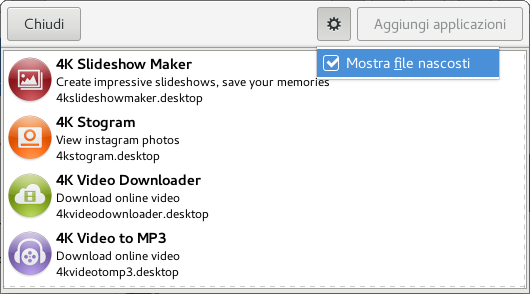 Chiudi
Aggiungi applicazioni
Mostra file nascosti
4K Slideshow Maker
Create impressive slideshows, save your memories
4kslideshowmaker.desktop
4K Stogram
View instagram photos
4kstogram.desktop
4K Video Downloader
Download online video
4kvideodownloader.desktop
4K Video to MP3
Download online video
4kvideotomp3.desktop